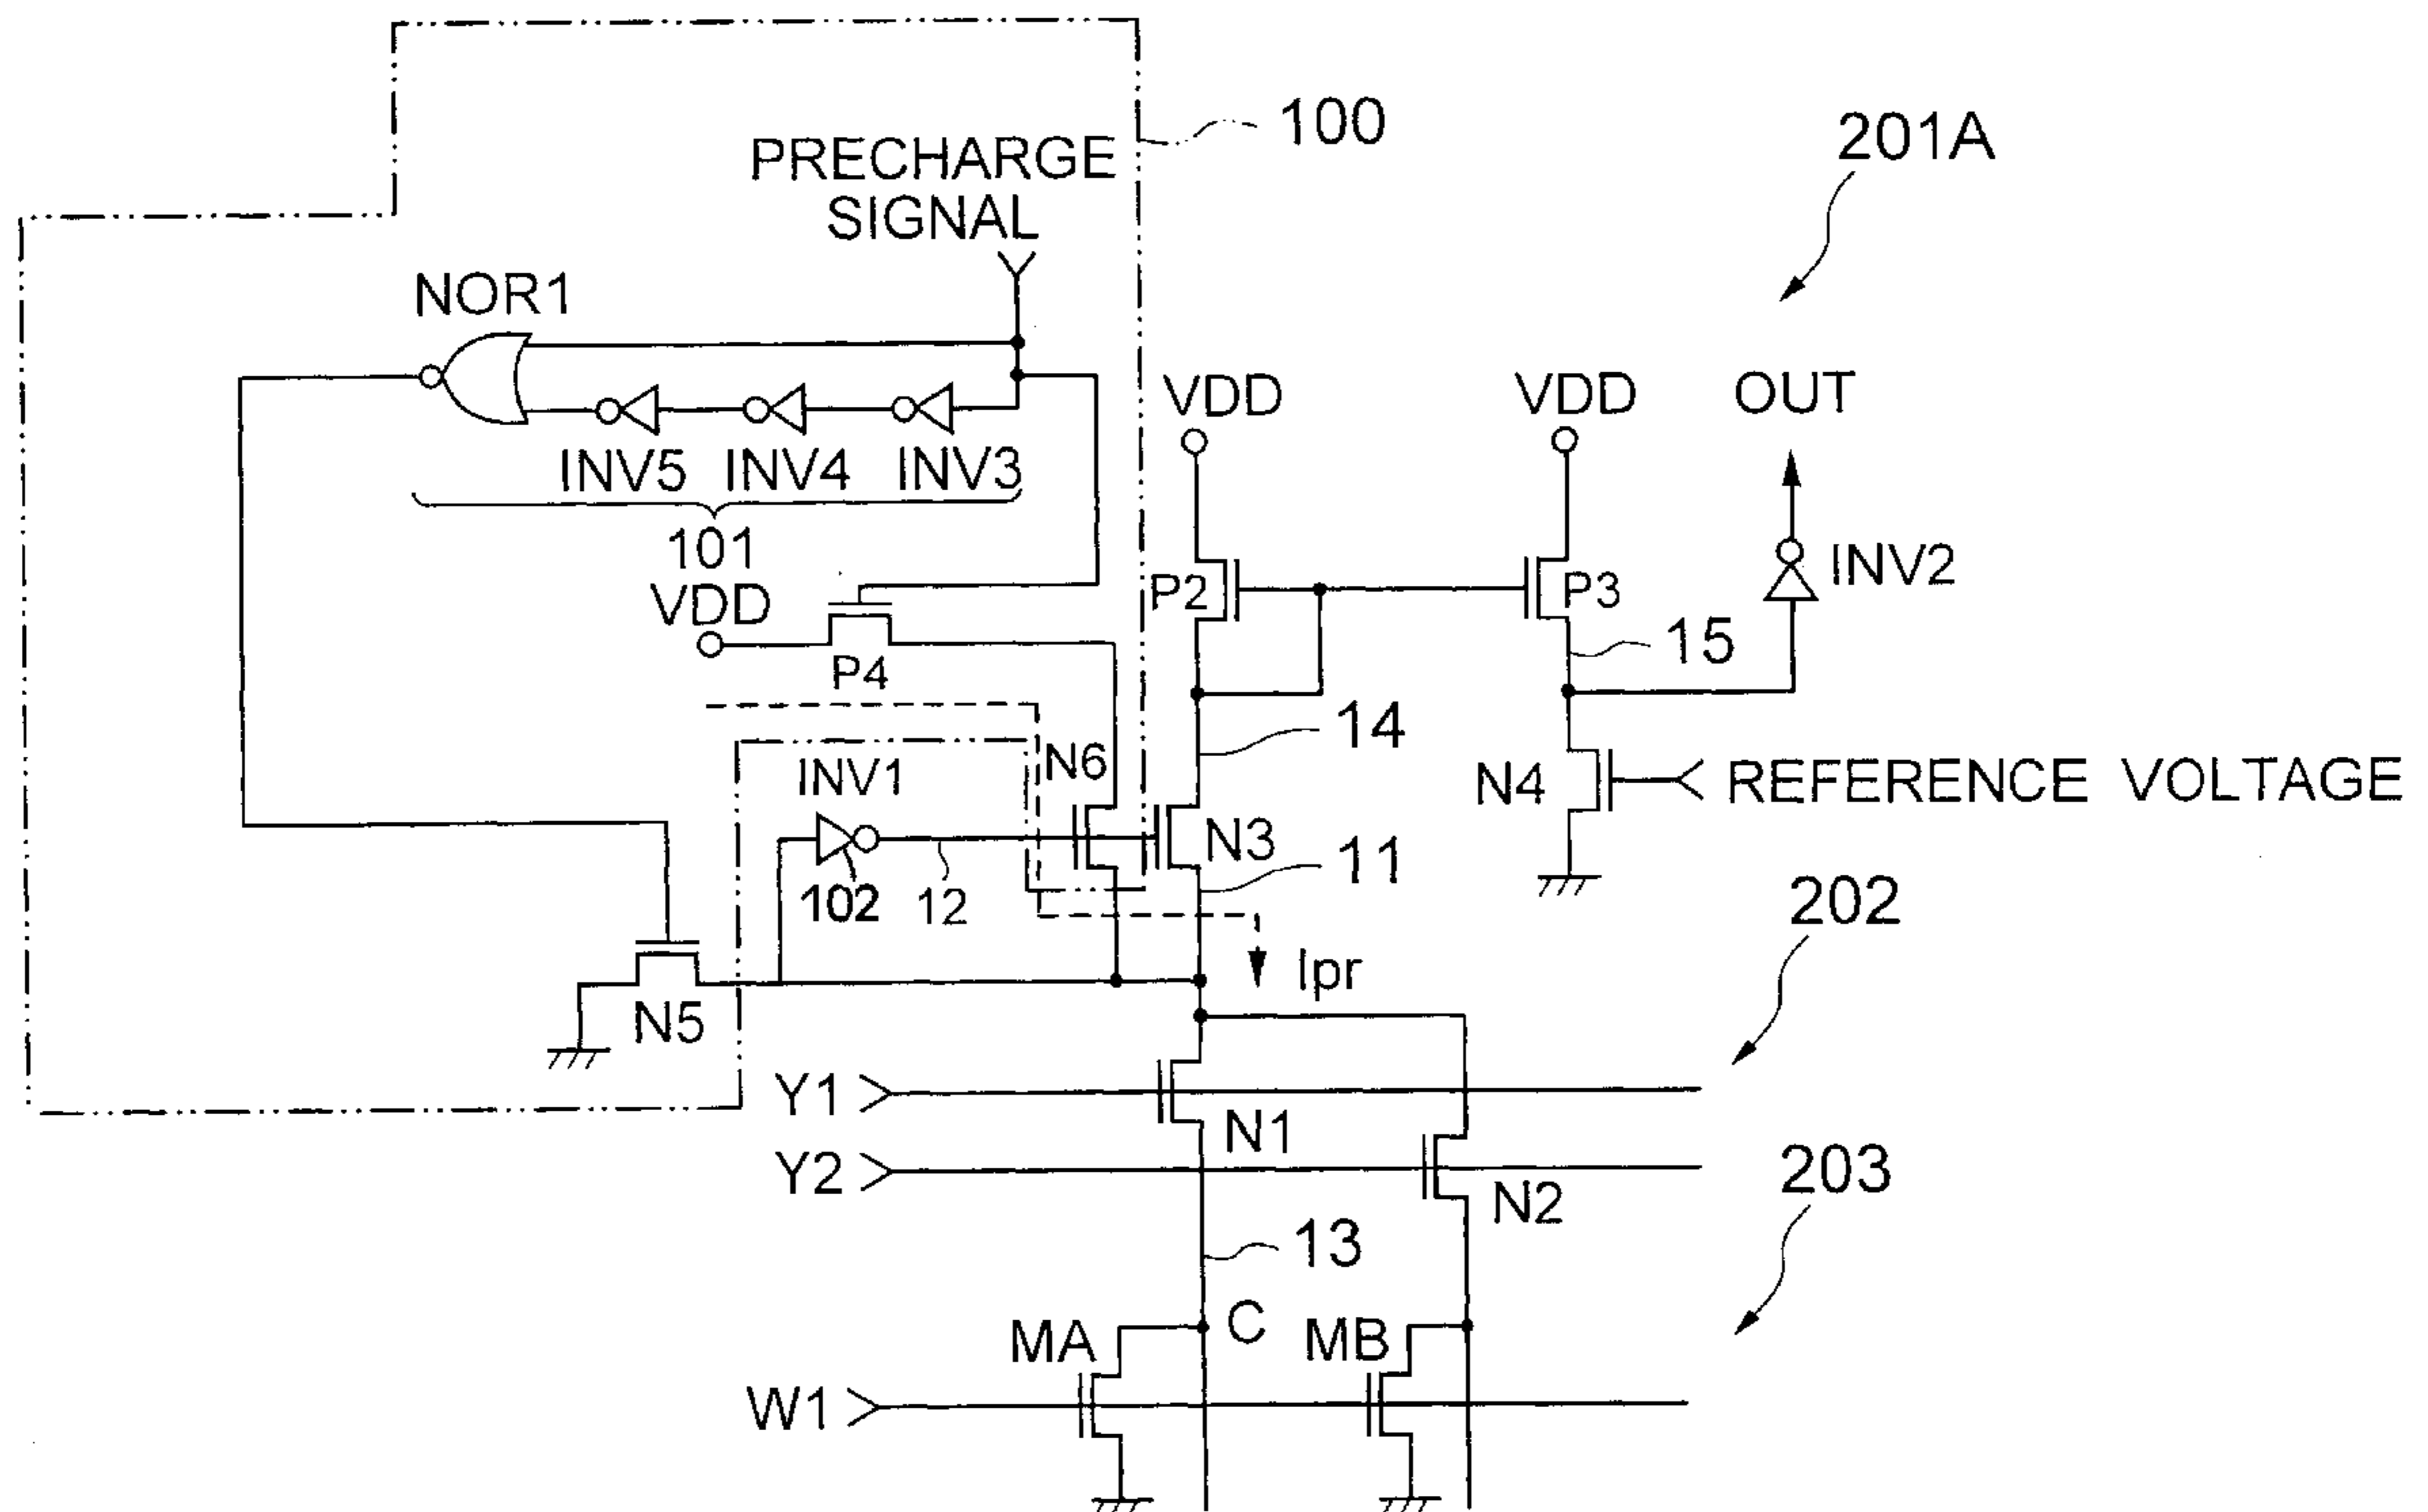 100
201A
PRECHARGE
SIGNAL
NOR1
VDD
VDD
OUT
INV5
INV4
INV3
101
INV2
VDD
P2
P3
15
P4
14
N6
INV1
N4
REFERENCE VOLTAGE
N3
11
102
12
202
Ipr
N5
Y1
N1
Y2
N2
203
13
C
MA
MB
W1